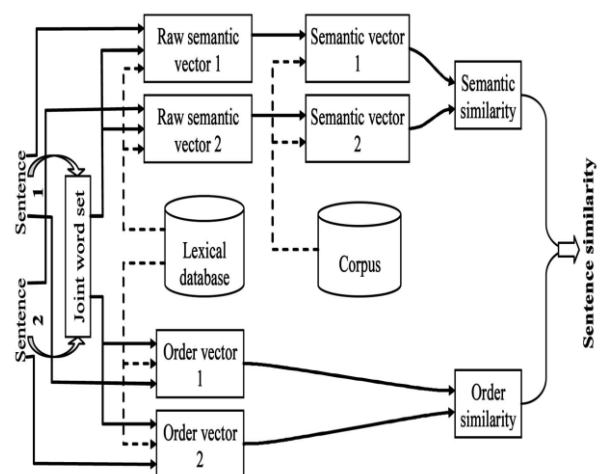 Raw semantic
vector 1
Semantic vector
1
Raw semantic
vector 2
Semantic vector
2
Semantic
similarity
Sentence
1
Joint word set
Sentence
2
Lexical
database
Corpus
Sentence similarity
Order vector
1
Order vector
2
Order
similarity